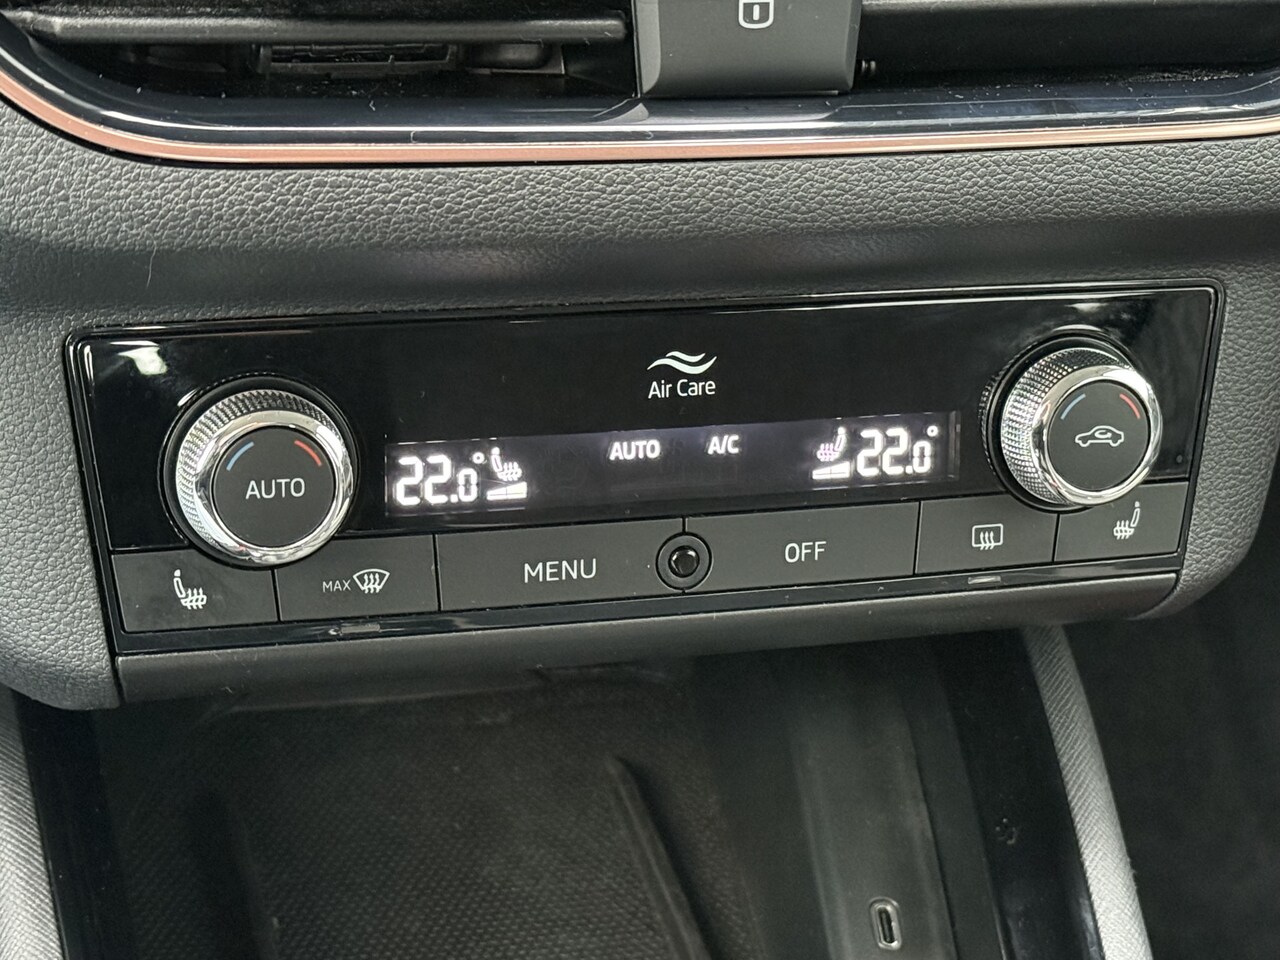 Air Care
22.0° AUTO A/C 22.0°
AUTO
MAX
MENU
OFF